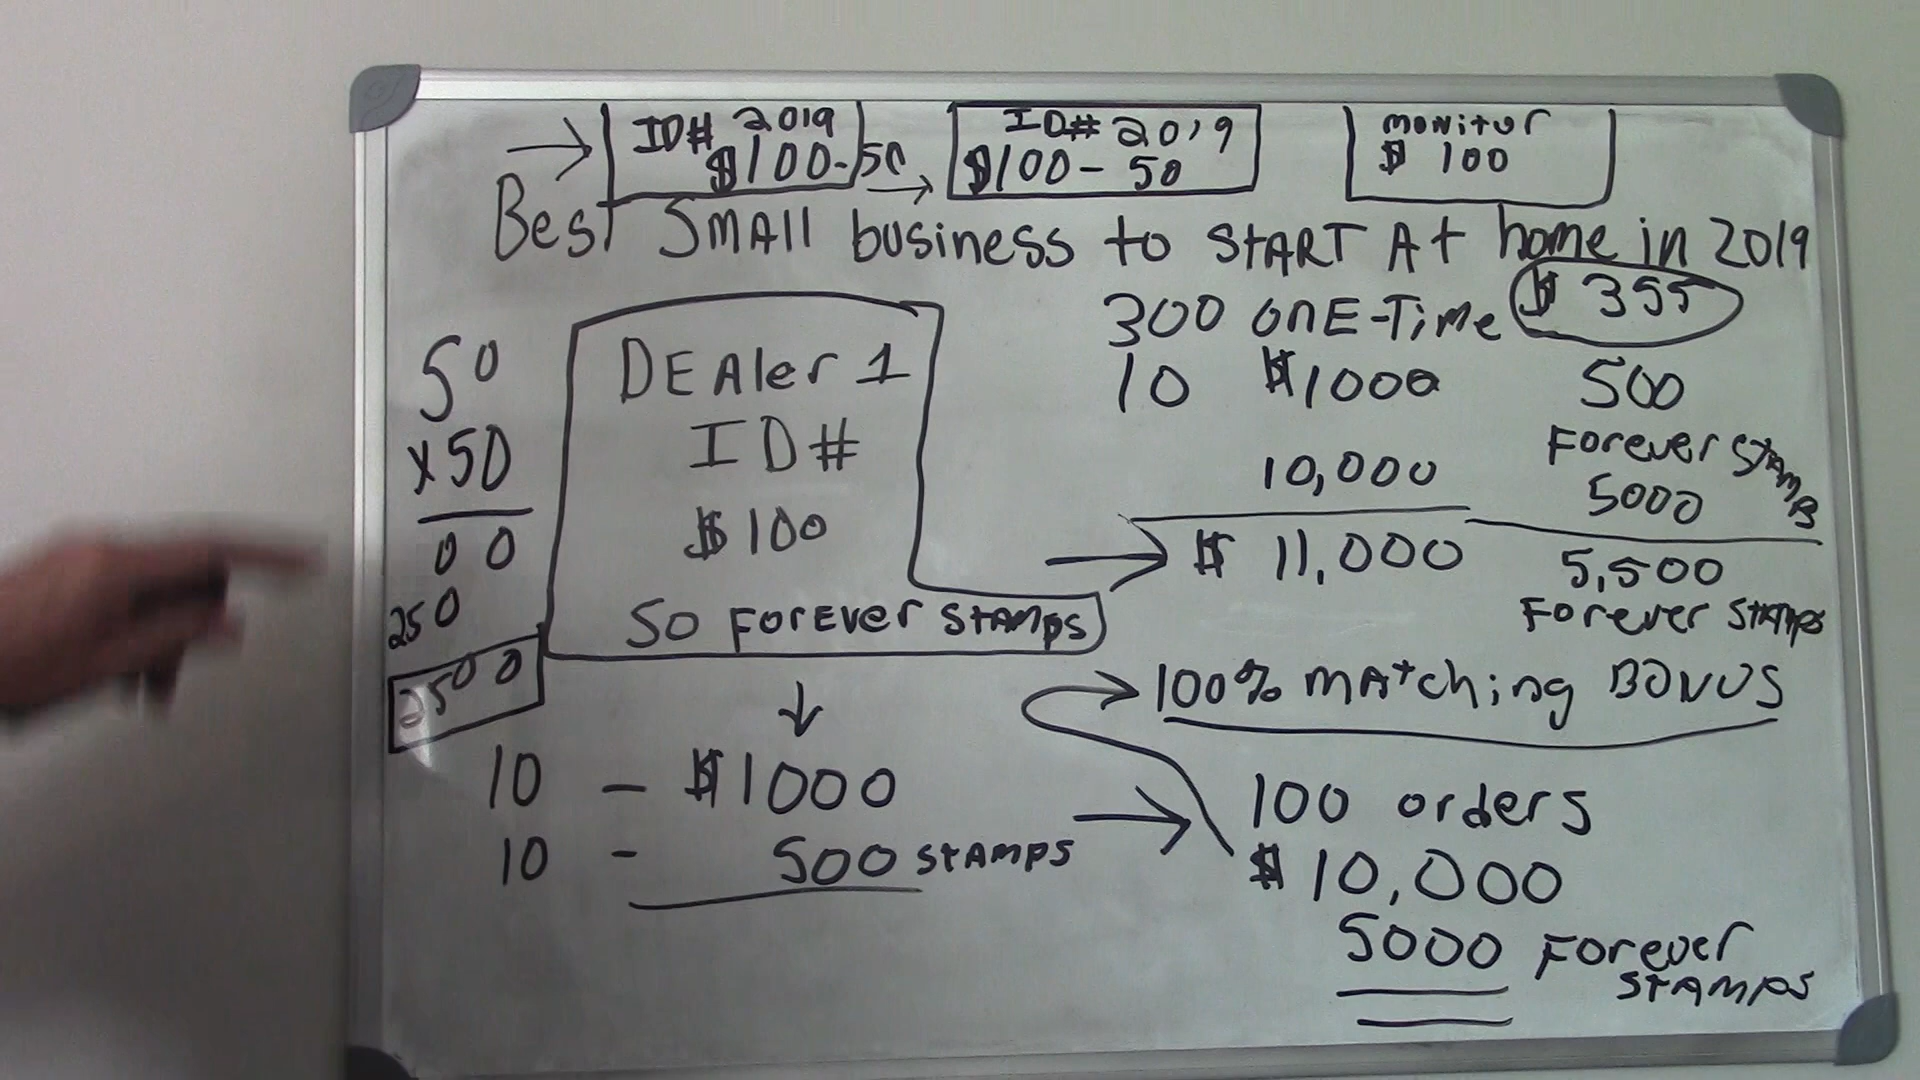 ID# 2019
$100-50
ID# 2019
$100-50
monitor
$ 100
Best Small business to START At home in 2019
300 ONE-Time $ 355
10 $1000 500
Forever STAMPS
10,000 5000
$ 11,000 5,500
Forever STAMPS
50
x50
00
250
2500
DEAler 1
ID#
$100
50 FOREVER STAMPS
100% MAtching BONUS
10 - $1000
10 - 500 STAMPS
100 orders
$10,000
5000 Forever
STAMPS